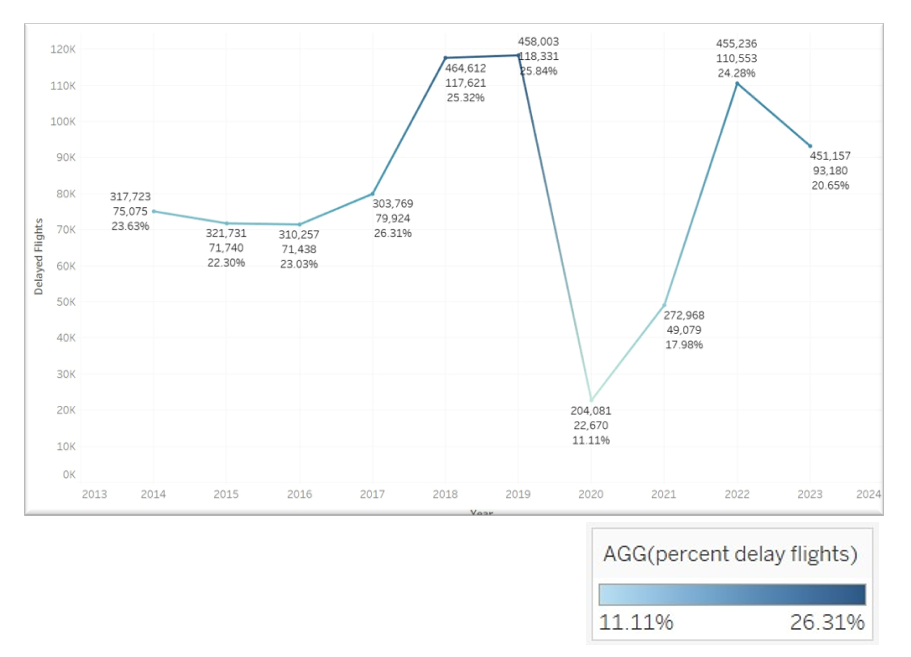 120K
110K
100K
90K
80K
70K
60K
50K
40K
30K
20K
10K
0K
Delayed Flights
317,723
75,075
23.63%
321,731
71,740
22.30%
310,257
71,438
23.03%
303,769
79,924
26.31%
464,612
117,621
25.32%
458,003
118,331
25.84%
204,081
22,670
11.11%
272,968
49,079
17.98%
455,236
110,553
24.28%
451,157
93,180
20.65%
2013 2014 2015 2016 2017 2018 2019 2020 2021 2022 2023 2024
Year
AGG(percent delay flights)
11.11% 26.31%